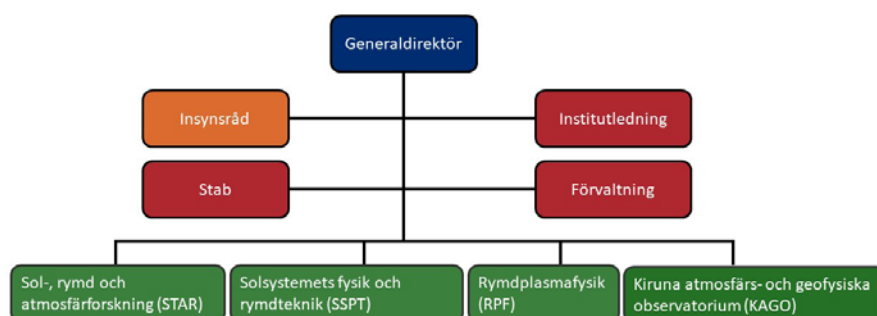 Generaldirektör
Insynsråd
Institutledning
Stab
Förvaltning
Sol-, rymd och
atmosfärforskning (STAR)
Solsystemets fysik och
rymdteknik (SSPT)
Rymdplasmafysik
(RPF)
Kiruna atmosfärs- och geofysiska
observatorium (KAGO)